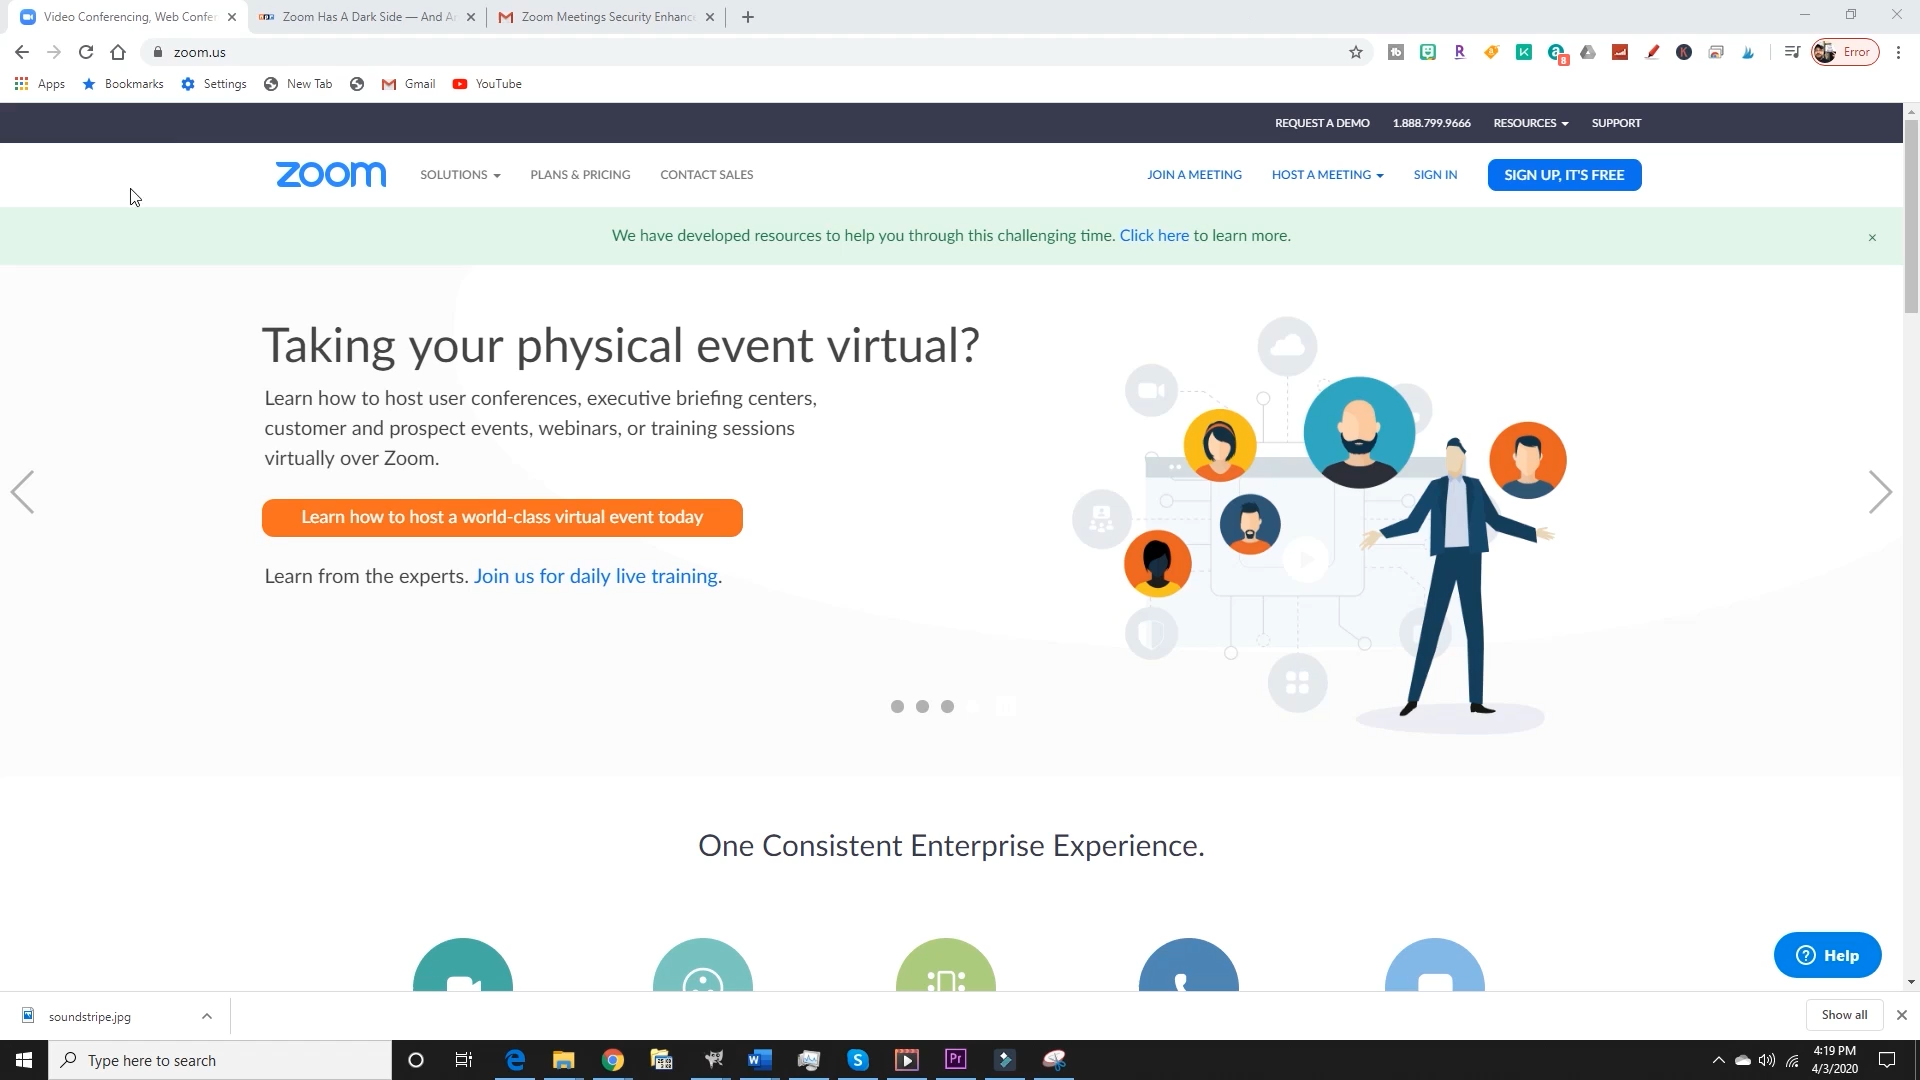 Video Conferencing, Web Confer
Zoom Has A Dark Side — And A
Zoom Meetings Security Enhanc
zoom.us
8
Error
Apps
Bookmarks
Settings
New Tab
Gmail
YouTube
REQUEST A DEMO
1.888.799.9666
RESOURCES
SUPPORT
zoom
SOLUTIONS
PLANS & PRICING
CONTACT SALES
JOIN A MEETING
HOST A MEETING
SIGN IN
SIGN UP, IT'S FREE
We have developed resources to help you through this challenging time. Click here to learn more.
Taking your physical event virtual?
Learn how to host user conferences, executive briefing centers,
customer and prospect events, webinars, or training sessions
virtually over Zoom.
Learn how to host a world-class virtual event today
Learn from the experts. Join us for daily live training.
One Consistent Enterprise Experience.
Help
soundstripe.jpg
Show all
Type here to search
Pr
4:19 PM
4/3/2020